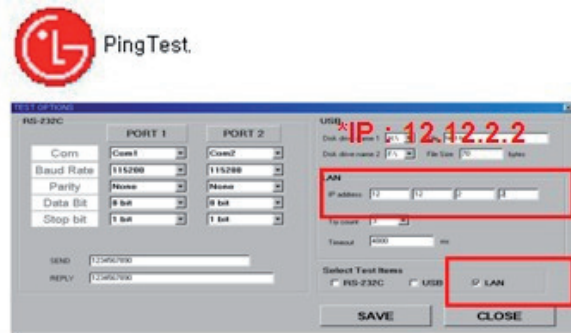 LG
PingTest.
TEST OPTIONS
RS-232C
PORT 1 PORT 2
Com Com1 Com2
Baud Rate 115200 115200
Parity None None
Data Bit 8 bit 8 bit
Stop bit 1 bit 1 bit
SEND 1234567890
REPLY 1234567890
USB
*IP : 12.12.2.2
Disk drive name 1
Disk drive name 2 F:\ File Size 70 bytes
LAN
IP address 12 12 2 2
Try count
Timeout 4000 ms
Select Test Items
RS-232C USB LAN
SAVE CLOSE